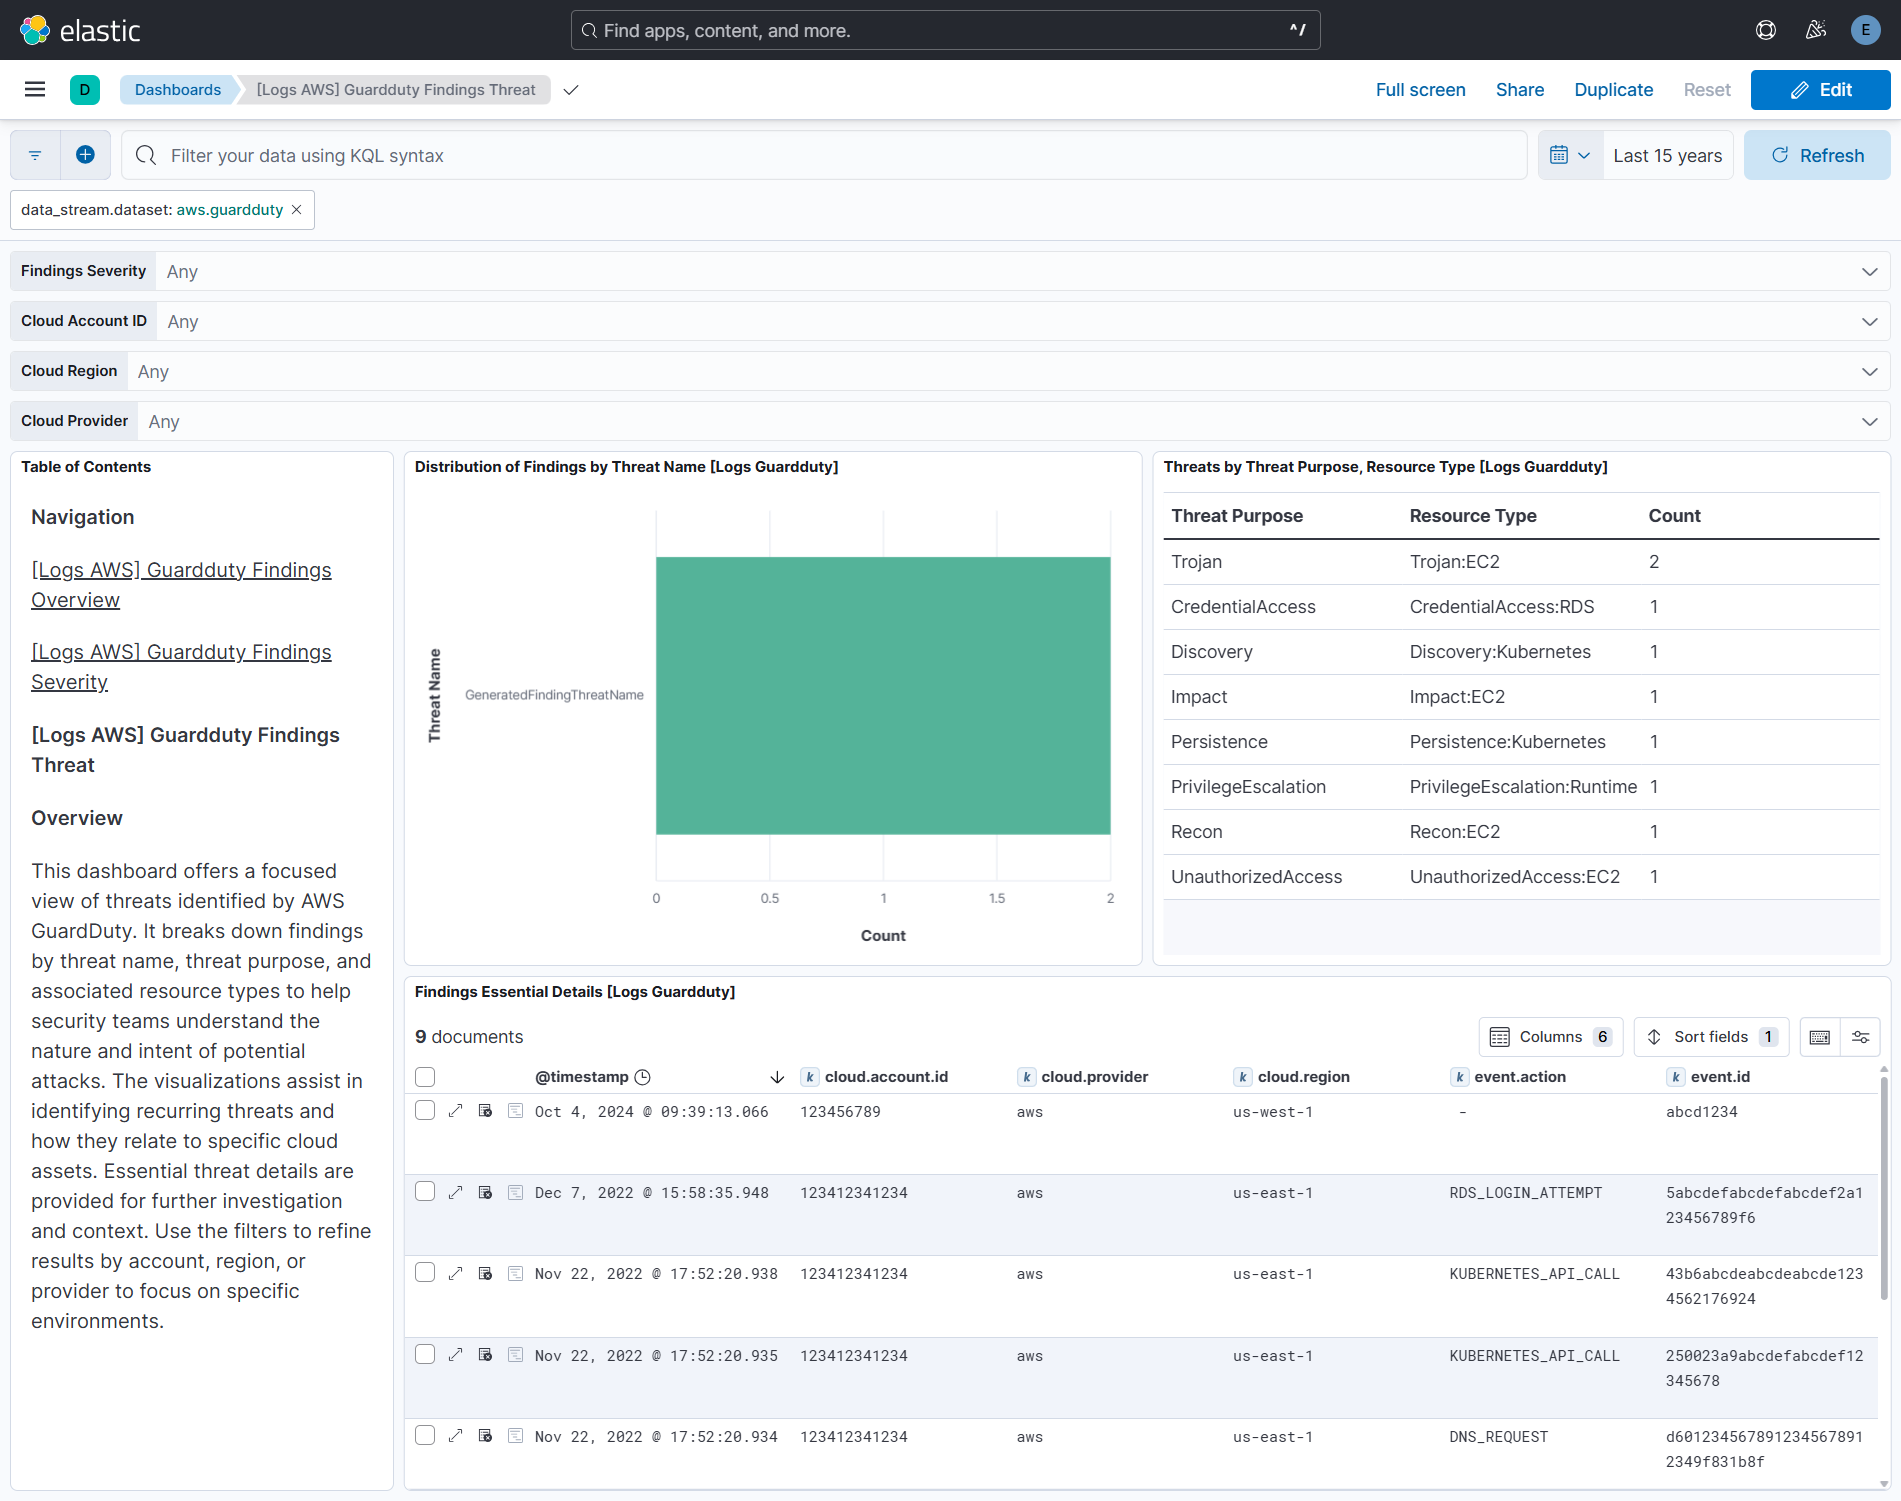 elastic
Find apps, content, and more.
^/
E
D
Dashboards
[Logs AWS] Guardduty Findings Threat
Full screen
Share
Duplicate
Reset
Edit
Filter your data using KQL syntax
Last 15 years
Refresh
data_stream.dataset: aws.guardduty
Findings Severity Any
Cloud Account ID Any
Cloud Region Any
Cloud Provider Any
Table of Contents
Navigation
[Logs AWS] Guardduty Findings
Overview
[Logs AWS] Guardduty Findings
Severity
[Logs AWS] Guardduty Findings
Threat
Overview
This dashboard offers a focused
view of threats identified by AWS
GuardDuty. It breaks down findings
by threat name, threat purpose, and
associated resource types to help
security teams understand the
nature and intent of potential
attacks. The visualizations assist in
identifying recurring threats and
how they relate to specific cloud
assets. Essential threat details are
provided for further investigation
and context. Use the filters to refine
results by account, region, or
provider to focus on specific
environments.
Distribution of Findings by Threat Name [Logs Guardduty]
Threat Name
GeneratedFindingThreatName
0 0.5 1 1.5 2
Count
Threats by Threat Purpose, Resource Type [Logs Guardduty]
Threat Purpose Resource Type Count
Trojan Trojan:EC2 2
CredentialAccess CredentialAccess:RDS 1
Discovery Discovery:Kubernetes 1
Impact Impact:EC2 1
Persistence Persistence:Kubernetes 1
PrivilegeEscalation PrivilegeEscalation:Runtime 1
Recon Recon:EC2 1
UnauthorizedAccess UnauthorizedAccess:EC2 1
Findings Essential Details [Logs Guardduty]
9 documents
Columns 6
Sort fields 1
@timestamp k cloud.account.id k cloud.provider k cloud.region k event.action k event.id
Oct 4, 2024 @ 09:39:13.066 123456789 aws us-west-1 - abcd1234
Dec 7, 2022 @ 15:58:35.948 123412341234 aws us-east-1 RDS_LOGIN_ATTEMPT 5abcdefabcdefabcdef2a1
23456789f6
Nov 22, 2022 @ 17:52:20.938 123412341234 aws us-east-1 KUBERNETES_API_CALL 43b6abcdeabcdeabcde123
4562176924
Nov 22, 2022 @ 17:52:20.935 123412341234 aws us-east-1 KUBERNETES_API_CALL 250023a9abcdefabcdef12
345678
Nov 22, 2022 @ 17:52:20.934 123412341234 aws us-east-1 DNS_REQUEST d601234567891234567891
2349f831b8f